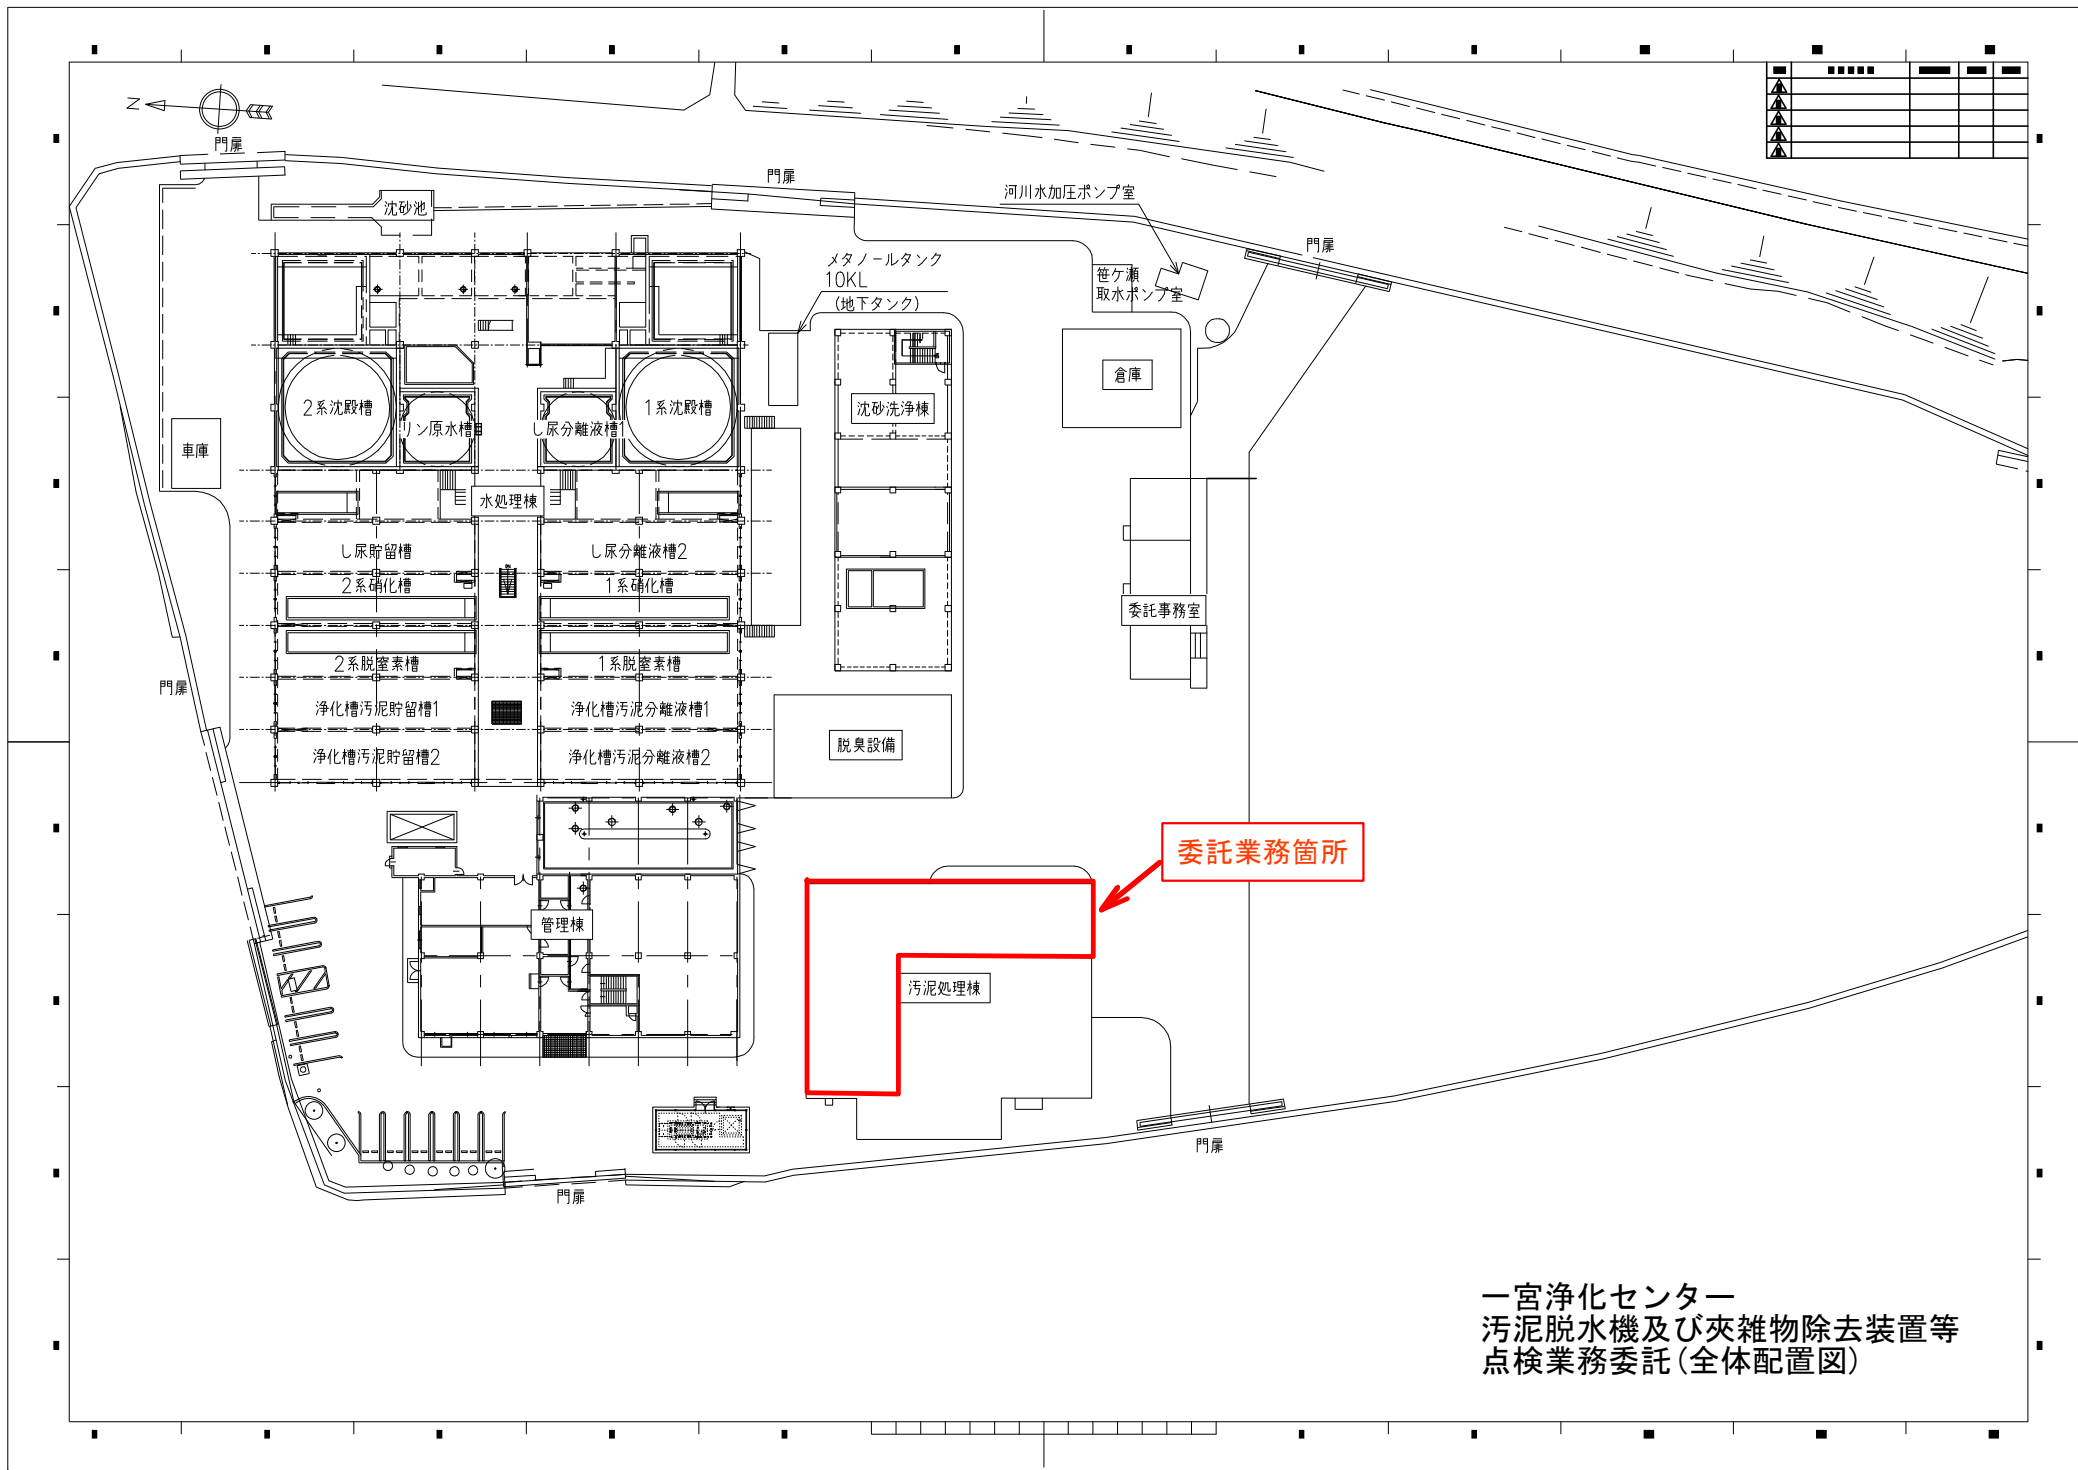 N
門扉
門扉
沈砂池
河川水加圧ポンプ室
門扉
メタノールタンク
10KL
(地下タンク)
笹ケ瀬
取水ポンプ室
倉庫
2系沈殿槽
リン原水槽
し尿分離液槽1
1系沈殿槽
沈砂洗浄棟
車庫
水処理棟
し尿貯留槽
し尿分離液槽2
2系硝化槽
1系硝化槽
委託事務室
2系脱窒素槽
1系脱窒素槽
門扉
浄化槽汚泥貯留槽1
浄化槽汚泥分離液槽1
脱臭設備
浄化槽汚泥貯留槽2
浄化槽汚泥分離液槽2
委託業務箇所
管理棟
汚泥処理棟
門扉
門扉
一宮浄化センター
汚泥脱水機及び夾雑物除去装置等
点検業務委託(全体配置図)